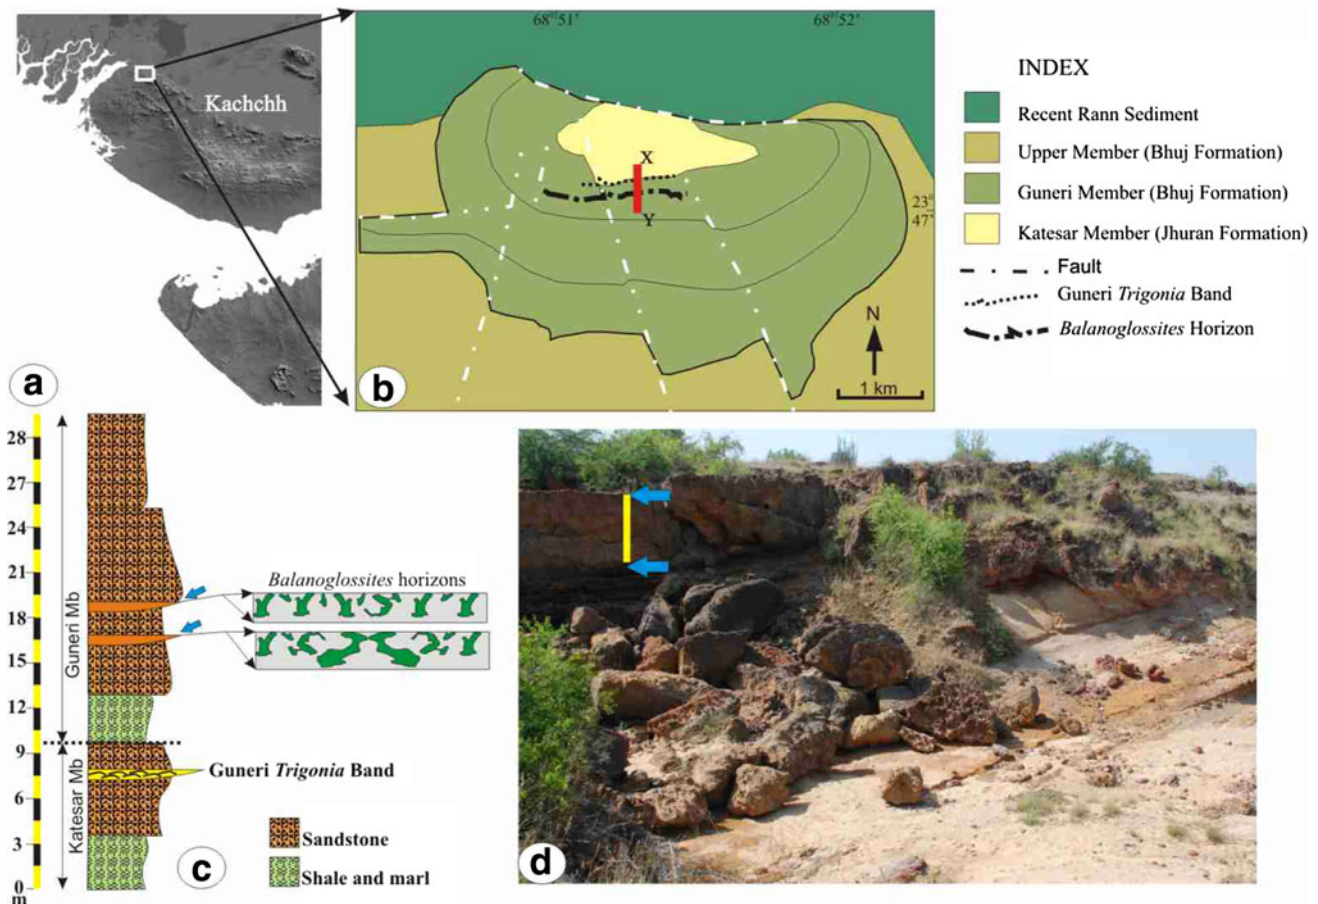 Kachchh
a
68°'51'
68°'52'
X
Y
23°
47'
N
1 km
b
INDEX
Recent Rann Sediment
Upper Member (Bhuj Formation)
Guneri Member (Bhuj Formation)
Katesar Member (Jhuran Formation)
Fault
Guneri Trigonia Band
Balanoglossites Horizon
28
27
24
21
18
15
12
9
6
3
0
m
Guneri Mb
Katesar Mb
Balanoglossites horizons
Guneri Trigonia Band
Sandstone
Shale and marl
c
d